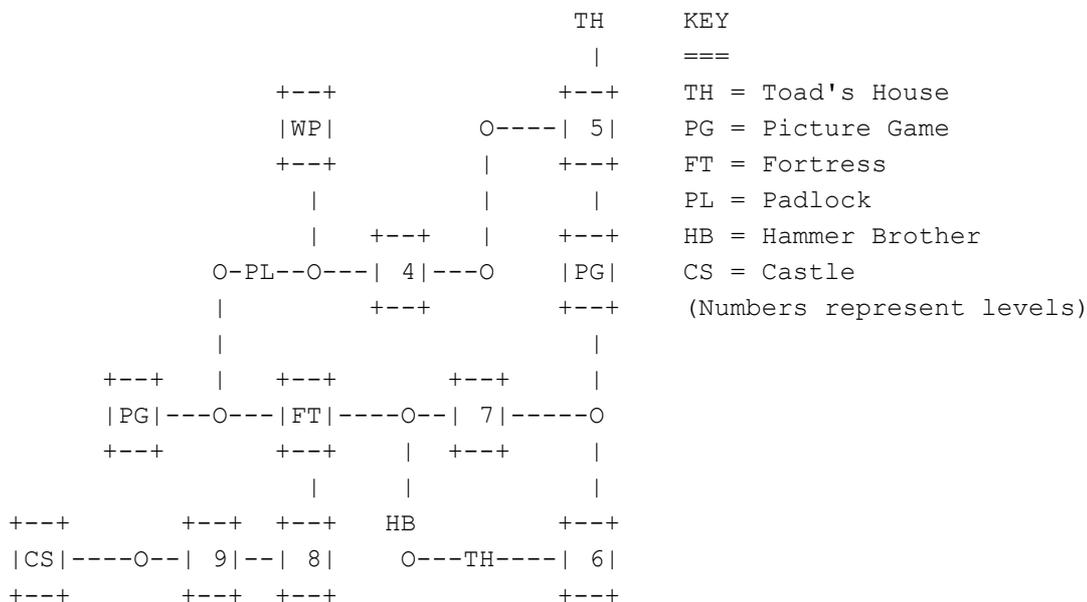 TH     KEY
                                       |     ===
                  +--+               +--+    TH = Toad's House
                  |WP|          O----| 5|    PG = Picture Game
                  +--+          |    +--+    FT = Fortress
                    |           |      |     PL = Padlock
                    |   +--+    |    +--+    HB = Hammer Brother
              O-PL--O---| 4|---O     |PG|    CS = Castle
              |         +--+         +--+    (Numbers represent levels)
              |                        |
       +--+   |   +--+       +--+      |
       |PG|---O---|FT|----O--| 7|-----O
       +--+       +--+    |  +--+      |
                    |     |            |
+--+       +--+  +--+    HB          +--+
|CS|----O--| 9|--| 8|     O---TH----| 6|
+--+       +--+  +--+                +--+